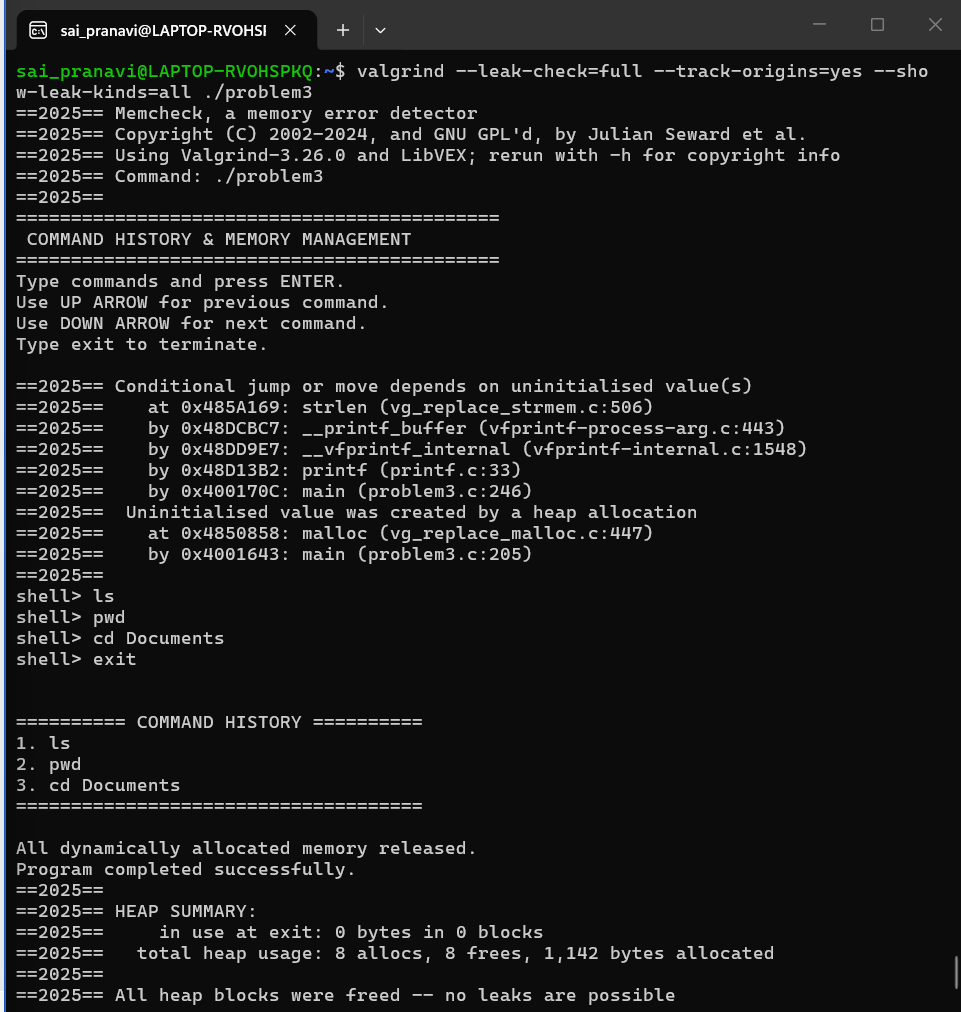 sai_pranavi@LAPTOP-RVOHSI
sai_pranavi@LAPTOP-RVOHSPKQ:~$ valgrind --leak-check=full --track-origins=yes --sho
w-leak-kinds=all ./problem3
==2025== Memcheck, a memory error detector
==2025== Copyright (C) 2002-2024, and GNU GPL'd, by Julian Seward et al.
==2025== Using Valgrind-3.26.0 and LibVEX; rerun with -h for copyright info
==2025== Command: ./problem3
==2025==
============================================
 COMMAND HISTORY & MEMORY MANAGEMENT
============================================
Type commands and press ENTER.
Use UP ARROW for previous command.
Use DOWN ARROW for next command.
Type exit to terminate.

==2025== Conditional jump or move depends on uninitialised value(s)
==2025==    at 0x485A169: strlen (vg_replace_strmem.c:506)
==2025==    by 0x48DCBC7: __printf_buffer (vfprintf-process-arg.c:443)
==2025==    by 0x48DD9E7: __vfprintf_internal (vfprintf-internal.c:1548)
==2025==    by 0x48D13B2: printf (printf.c:33)
==2025==    by 0x400170C: main (problem3.c:246)
==2025==  Uninitialised value was created by a heap allocation
==2025==    at 0x4850858: malloc (vg_replace_malloc.c:447)
==2025==    by 0x4001643: main (problem3.c:205)
==2025==
shell> ls
shell> pwd
shell> cd Documents
shell> exit


========== COMMAND HISTORY ==========
1. ls
2. pwd
3. cd Documents
=====================================

All dynamically allocated memory released.
Program completed successfully.
==2025==
==2025== HEAP SUMMARY:
==2025==     in use at exit: 0 bytes in 0 blocks
==2025==   total heap usage: 8 allocs, 8 frees, 1,142 bytes allocated
==2025==
==2025== All heap blocks were freed -- no leaks are possible